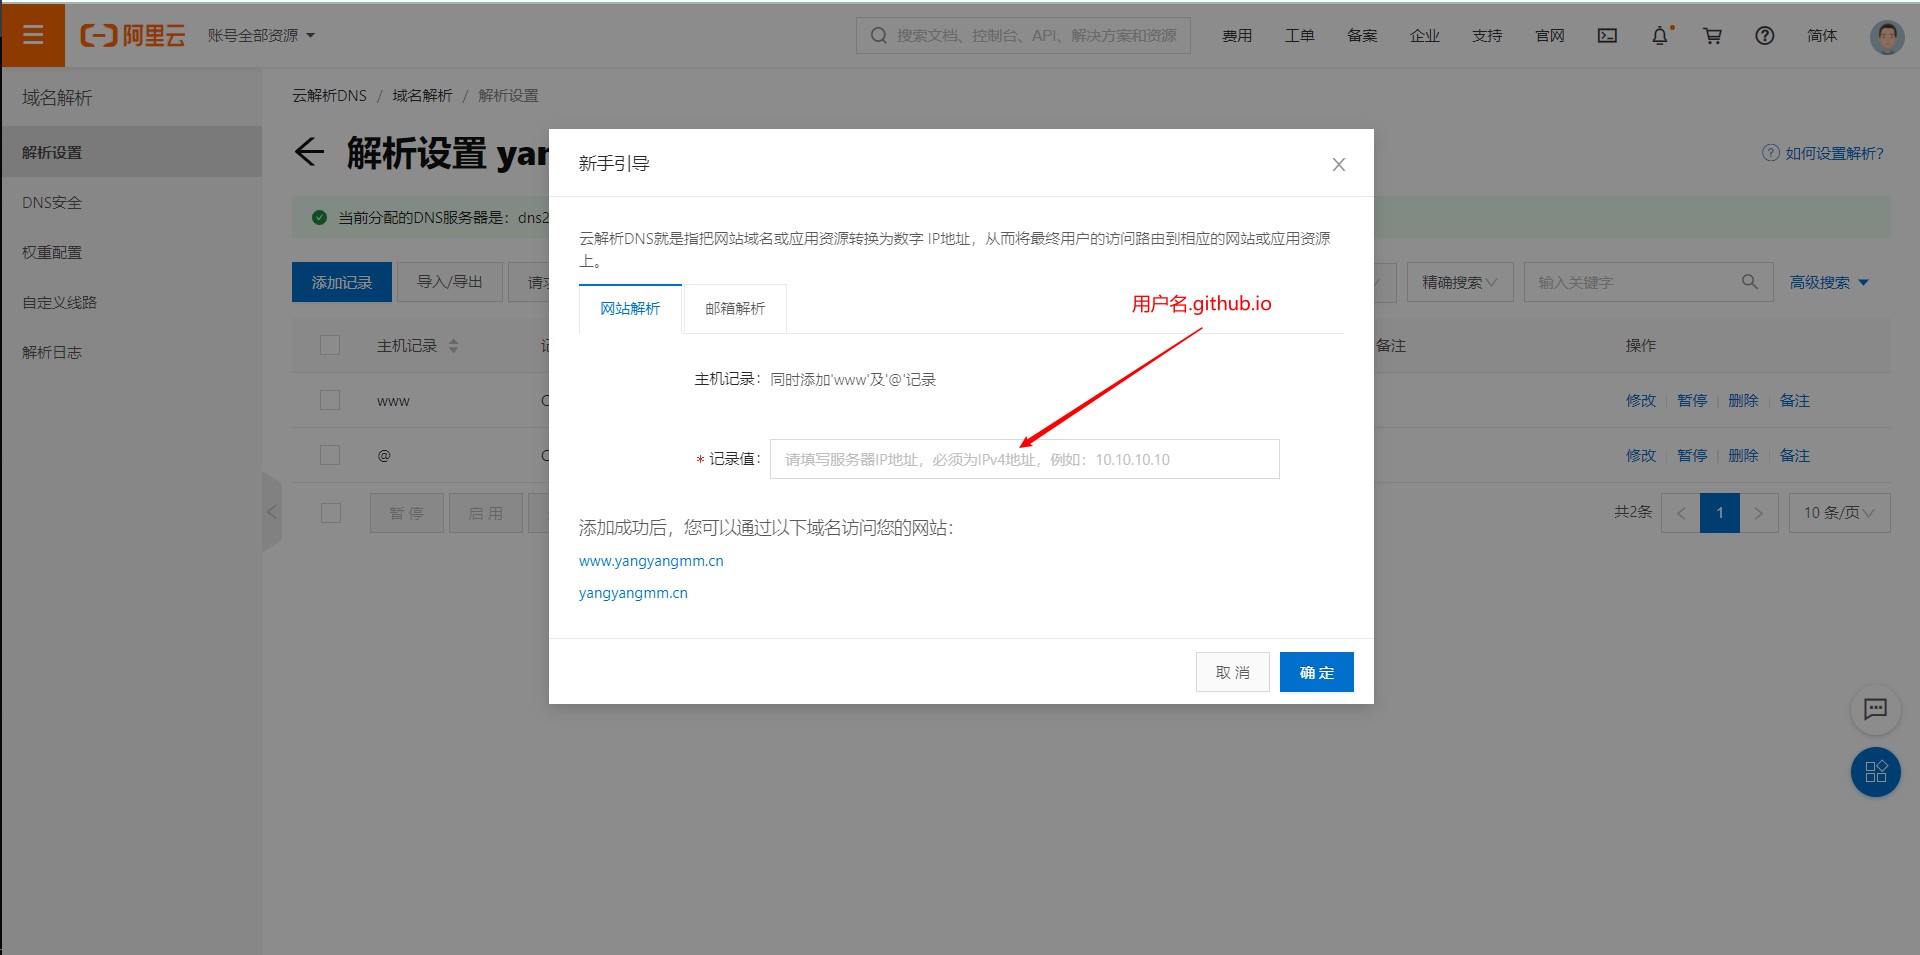 阿里云 账号全部资源 搜索文档、控制台、API、解决方案和资源 费用 工单 备案 企业 支持 官网 简体
域名解析
解析设置
DNS安全
权重配置
自定义线路
解析日志
云解析DNS / 域名解析 / 解析设置
解析设置 yan
如何设置解析?
当前分配的DNS服务器是：dns2
添加记录 导入/导出 精确搜索 输入关键字 高级搜索
主机记录 备注 操作
www 修改 暂停 删除 备注
@ 修改 暂停 删除 备注
暂 停 启 用 共2条 < 1 > 10 条/页
新手引导
云解析DNS就是指把网站域名或应用资源转换为数字 IP地址，从而将最终用户的访问路由到相应的网站或应用资源
上。
网站解析 邮箱解析
用户名.github.io
主机记录：同时添加'www'及'@'记录
* 记录值：请填写服务器IP地址，必须为IPv4地址，例如：10.10.10.10
添加成功后，您可以通过以下域名访问您的网站：
www.yangyangmm.cn
yangyangmm.cn
取 消 确 定